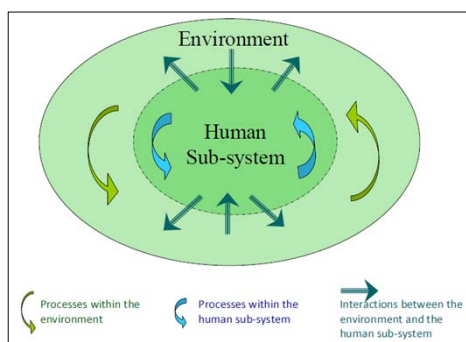 Environment
Human
Sub-system
Processes within the
environment
Processes within the
human sub-system
Interactions between the
environment and the
human sub-system